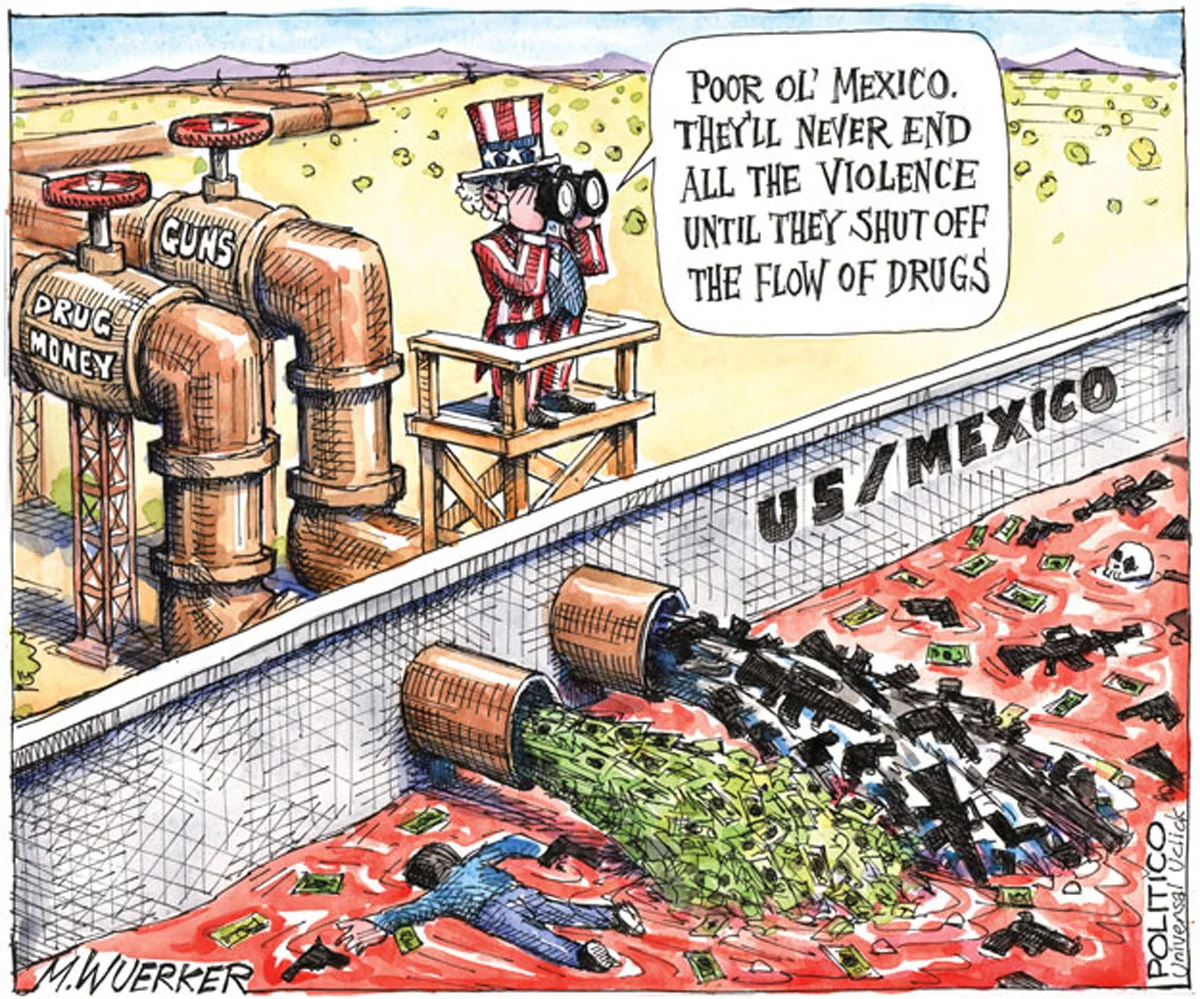 POOR OL' MEXICO.
THEY'LL NEVER END
ALL THE VIOLENCE
UNTIL THEY SHUT OFF
THE FLOW OF DRUGS
GUNS
DRUG
MONEY
US/MEXICO
M.WUERKER
POLITICO
Universal Uclick